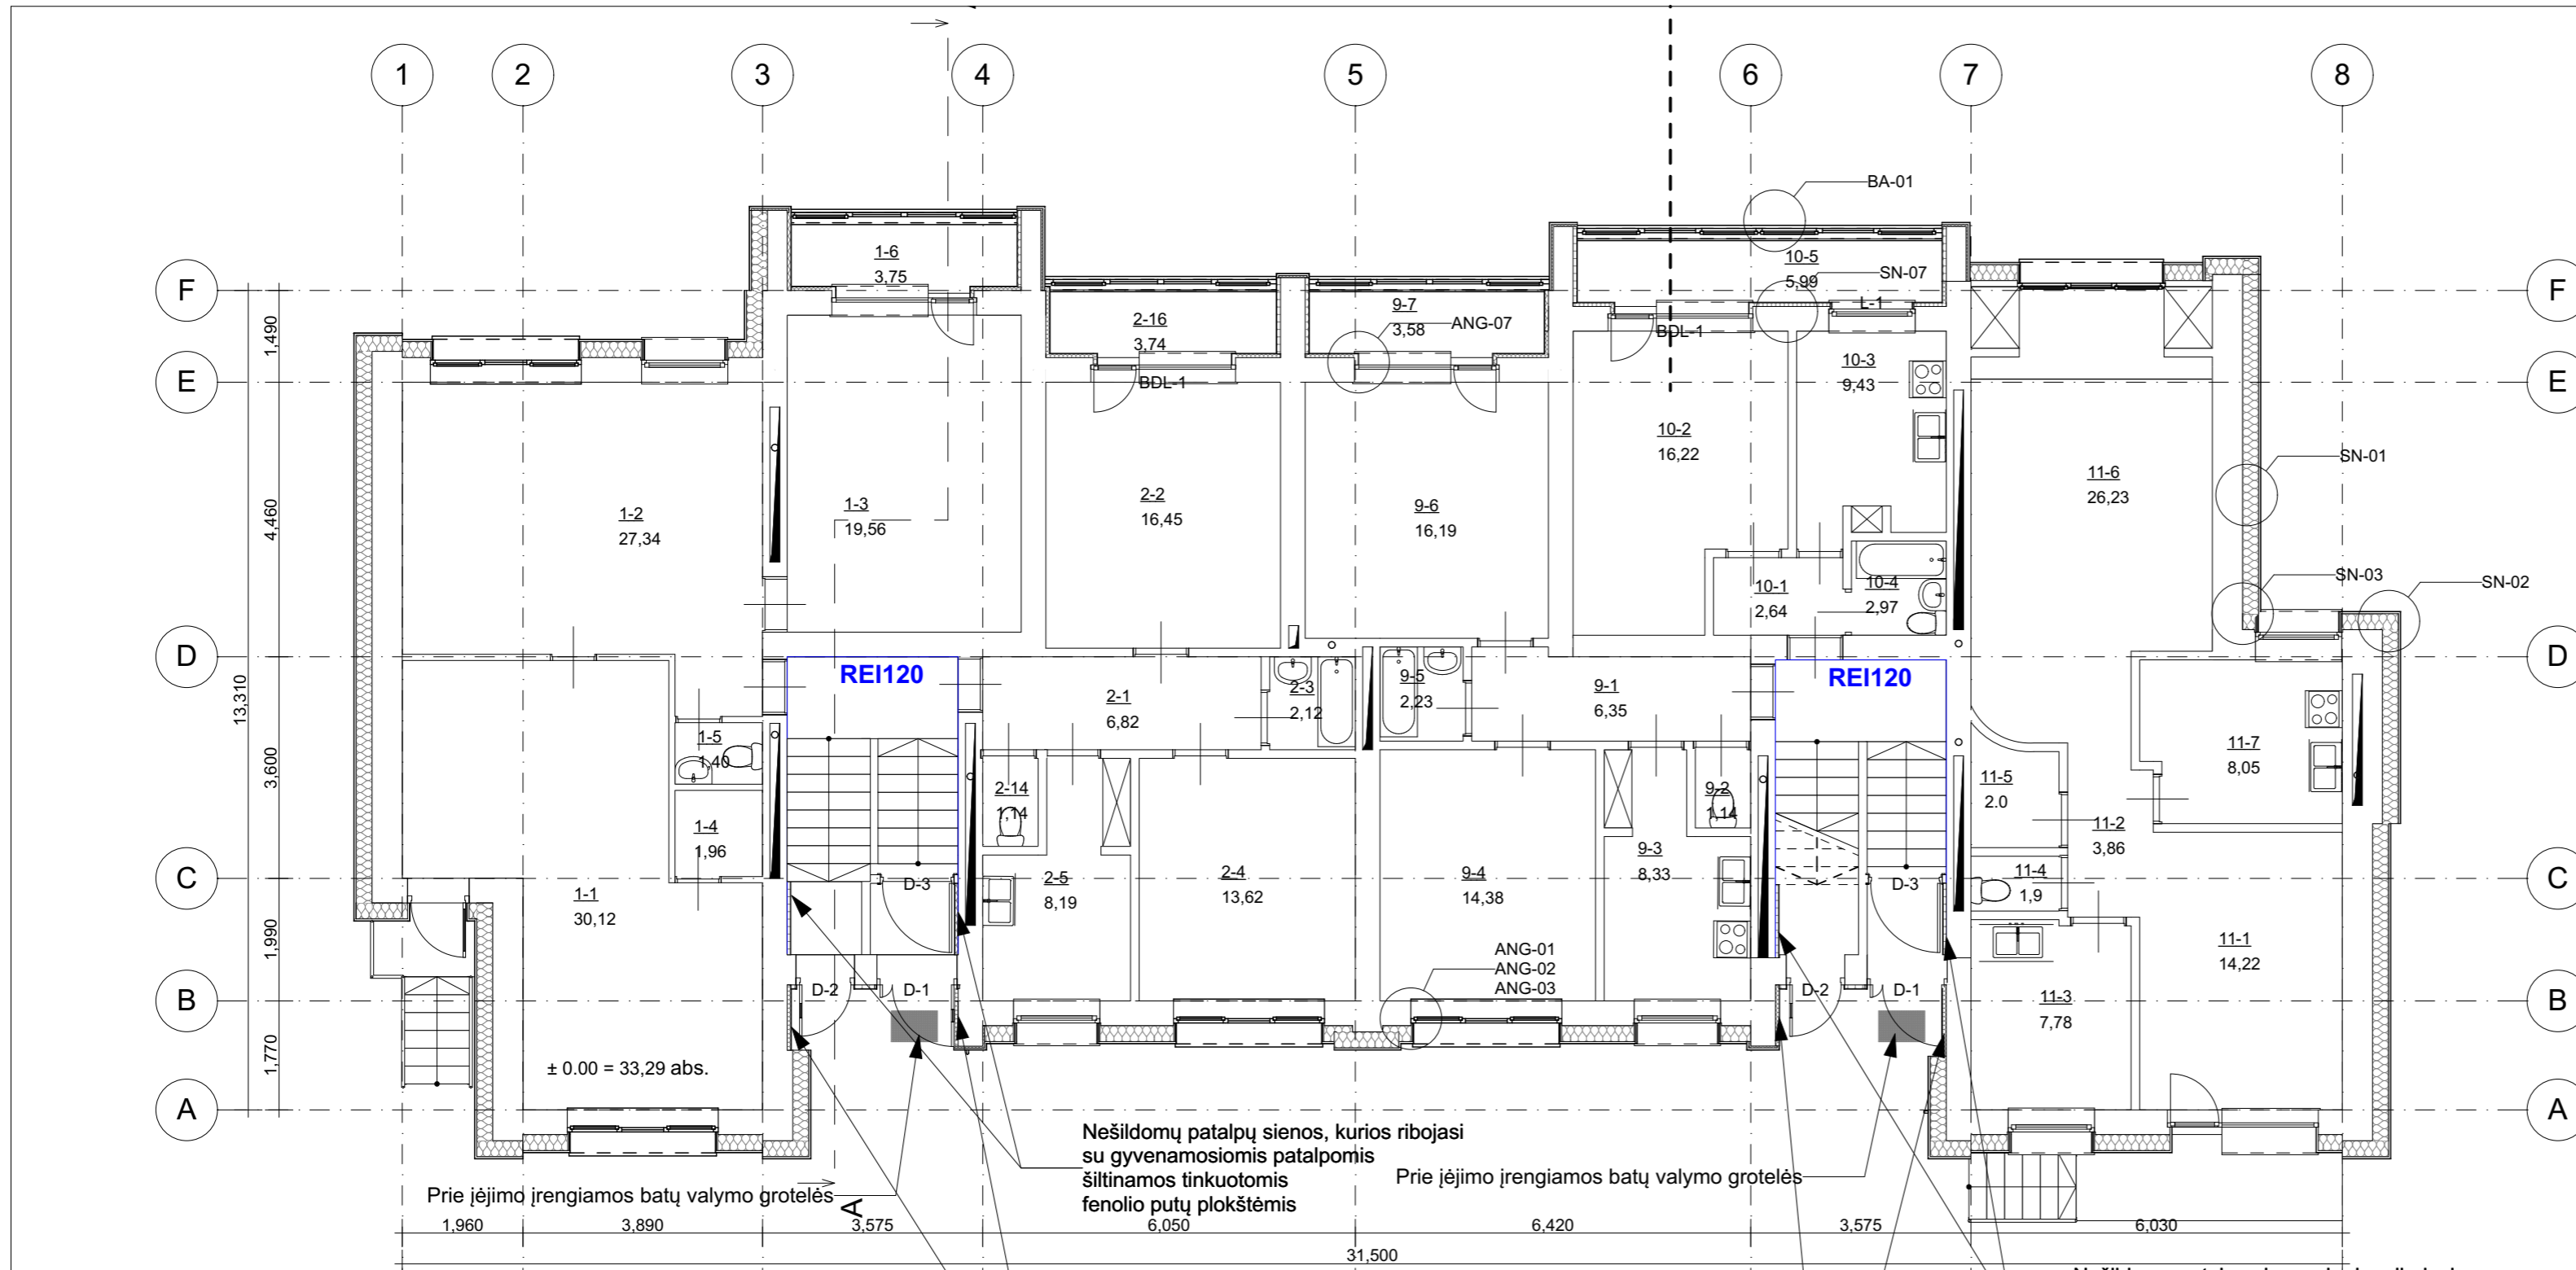 1
2
3
4
5
6
7
8
BA-01
1-6
3,75
10-5
5,99
SN-07
L-1
F
F
9-7
3,58
ANG-07
2-16
3,74
BDL-1
BDL-1
1,490
10-3
9,43
E
E
10-2
16,22
SN-01
11-6
26,23
1-2
27,34
1-3
19,56
2-2
16,45
9-6
16,19
4,460
10-1
2,64
10-4
2,97
SN-03
SN-02
D
D
REI120
REI120
2-1
6,82
2-3
2,12
9-5
2,23
9-1
6,35
13,310
1-5
1,40
11-7
8,05
3,600
2-14
1,14
9-2
1,14
11-5
2.0
1-4
1,96
11-2
3,86
C
C
D-3
D-3
2-5
8,19
2-4
13,62
9-4
14,38
9-3
8,33
11-4
1,9
1-1
30,12
1,990
11-1
14,22
ANG-01
ANG-02
ANG-03
B
B
D-2
D-1
D-2
D-1
11-3
7,78
1,770
± 0.00 = 33,29 abs.
A
A
Nešildomų patalpų sienos, kurios ribojasi
su gyvenamosiomis patalpomis
šiltinamos tinkuotomis
fenolio putų plokštėmis
Prie įėjimo įrengiamos batų valymo grotelės
Prie įėjimo įrengiamos batų valymo grotelės
A
1,960
3,890
3,575
6,050
6,420
3,575
6,030
31,500